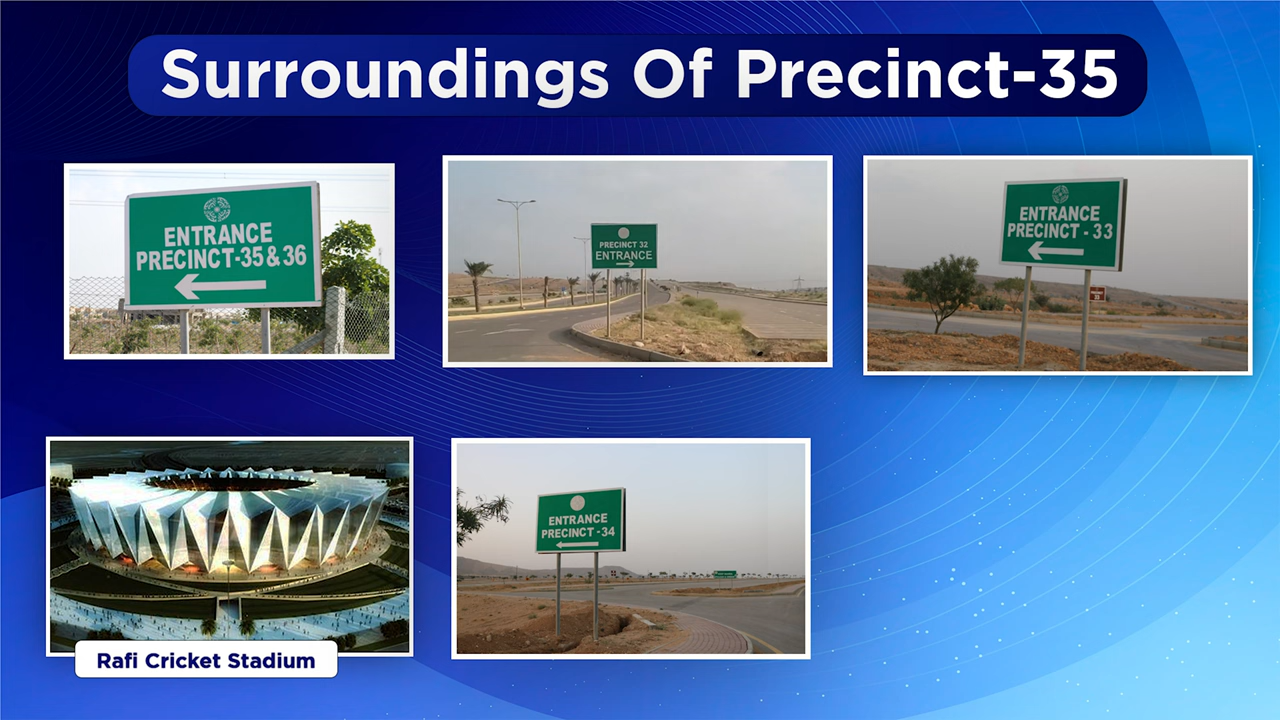 Surroundings Of Precinct-35
ENTRANCE
PRECINCT-35 & 36
PRECINCT 32
ENTRANCE
ENTRANCE
PRECINCT - 33
Rafi Cricket Stadium
ENTRANCE
PRECINCT -34